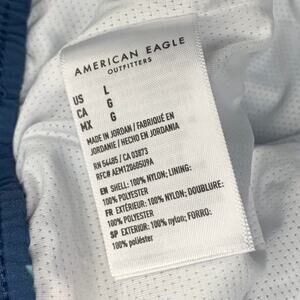 AMERICAN EAGLE
OUTFITTERS
US L
CA G
MX G
MADE IN JORDAN / FABRIQUÉ EN
JORDANIE / HECHO EN JORDANIA
RN 54485 / CA 03873
RFC# AEM120605U9A
EN SHELL: 100% NYLON; LINING:
100% POLYESTER
FR EXTÉRIEUR: 100% NYLON; DOUBLURE:
100% POLYESTER
SP EXTERIOR: 100% nylon; FORRO:
100% poliéster